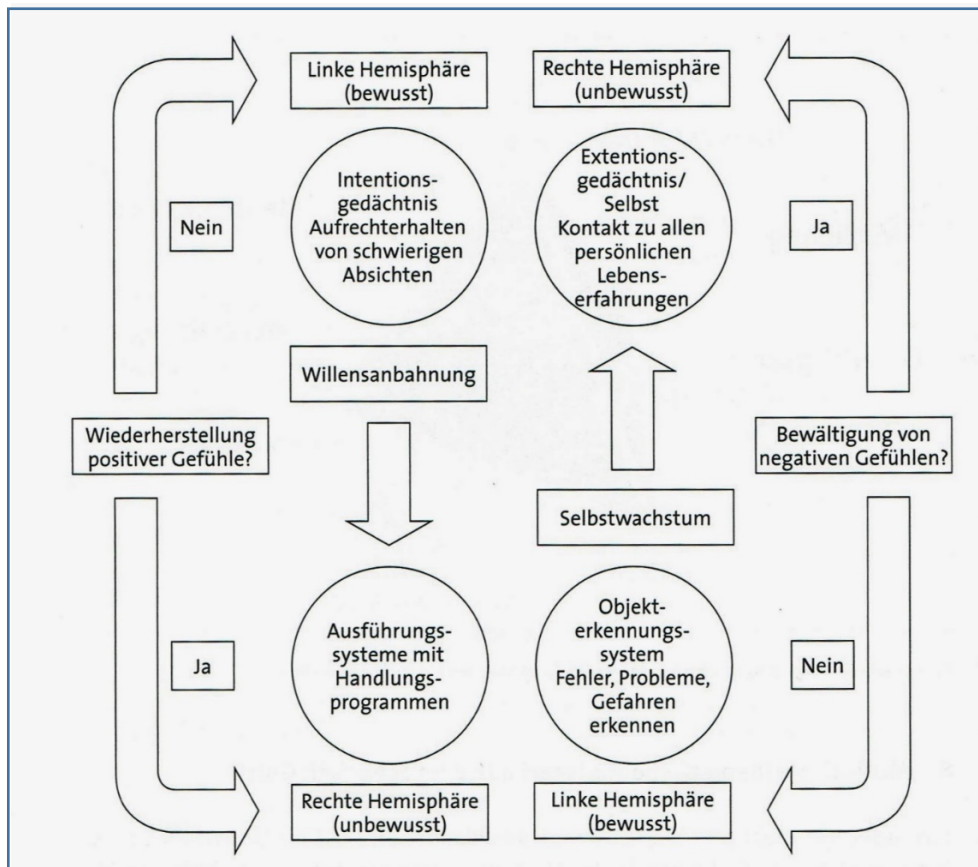 Linke Hemisphäre
(bewusst)
Rechte Hemisphäre
(unbewusst)
Nein
Intentions-
gedächtnis
Aufrechterhalten
von schwierigen
Absichten
Extentions-
gedächtnis/
Selbst
Kontakt zu allen
persönlichen
Lebens-
erfahrungen
Ja
Willensanbahnung
Wiederherstellung
positiver Gefühle?
Bewältigung von
negativen Gefühlen?
Selbstwachstum
Ja
Ausführungs-
systeme mit
Handlungs-
programmen
Objekt-
erkennungs-
system
Fehler, Probleme,
Gefahren
erkennen
Nein
Rechte Hemisphäre
(unbewusst)
Linke Hemisphäre
(bewusst)